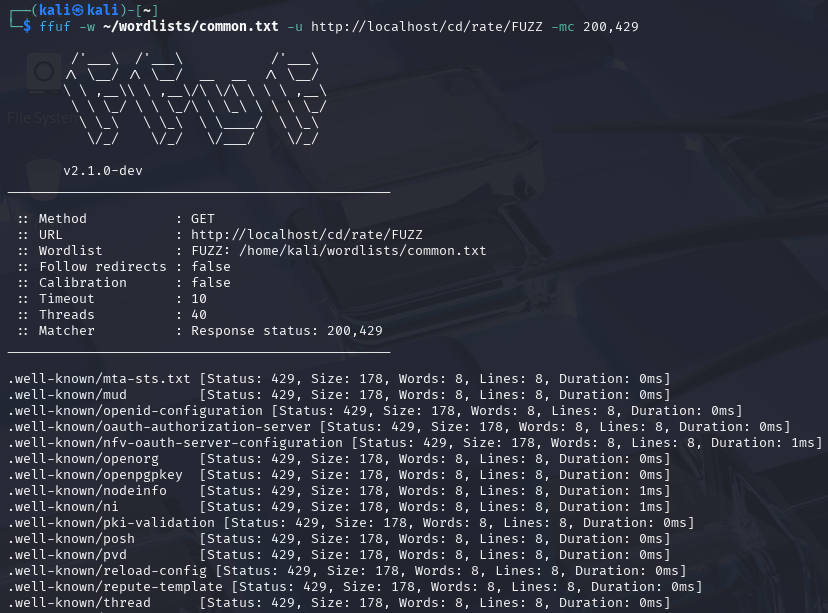 ┌──(kali㉿kali)-[~]
└─$ ffuf -w ~/wordlists/common.txt -u http://localhost/cd/rate/FUZZ -mc 200,429

        /'___\  /'___\           /'___\
       /\ \__/ /\ \__/  __  __  /\ \__/
       \ \ ,__\\ \ ,__\/\ \/\ \ \ \ ,__\
        \ \ \_/ \ \ \_/\ \ \_\ \ \ \ \_/
         \ \_\   \ \_\  \ \____/  \ \_\
          \/_/    \/_/   \/___/    \/_/

       v2.1.0-dev
________________________________________________

 :: Method           : GET
 :: URL              : http://localhost/cd/rate/FUZZ
 :: Wordlist         : FUZZ: /home/kali/wordlists/common.txt
 :: Follow redirects : false
 :: Calibration      : false
 :: Timeout          : 10
 :: Threads          : 40
 :: Matcher          : Response status: 200,429
________________________________________________

.well-known/mta-sts.txt [Status: 429, Size: 178, Words: 8, Lines: 8, Duration: 0ms]
.well-known/mud         [Status: 429, Size: 178, Words: 8, Lines: 8, Duration: 0ms]
.well-known/openid-configuration [Status: 429, Size: 178, Words: 8, Lines: 8, Duration: 0ms]
.well-known/oauth-authorization-server [Status: 429, Size: 178, Words: 8, Lines: 8, Duration: 0ms]
.well-known/nfv-oauth-server-configuration [Status: 429, Size: 178, Words: 8, Lines: 8, Duration: 1ms]
.well-known/openorg     [Status: 429, Size: 178, Words: 8, Lines: 8, Duration: 0ms]
.well-known/openpgpkey  [Status: 429, Size: 178, Words: 8, Lines: 8, Duration: 0ms]
.well-known/nodeinfo    [Status: 429, Size: 178, Words: 8, Lines: 8, Duration: 1ms]
.well-known/ni          [Status: 429, Size: 178, Words: 8, Lines: 8, Duration: 1ms]
.well-known/pki-validation [Status: 429, Size: 178, Words: 8, Lines: 8, Duration: 0ms]
.well-known/posh        [Status: 429, Size: 178, Words: 8, Lines: 8, Duration: 0ms]
.well-known/pvd         [Status: 429, Size: 178, Words: 8, Lines: 8, Duration: 0ms]
.well-known/reload-config [Status: 429, Size: 178, Words: 8, Lines: 8, Duration: 0ms]
.well-known/repute-template [Status: 429, Size: 178, Words: 8, Lines: 8, Duration: 0ms]
.well-known/thread      [Status: 429, Size: 178, Words: 8, Lines: 8, Duration: 0ms]
File System